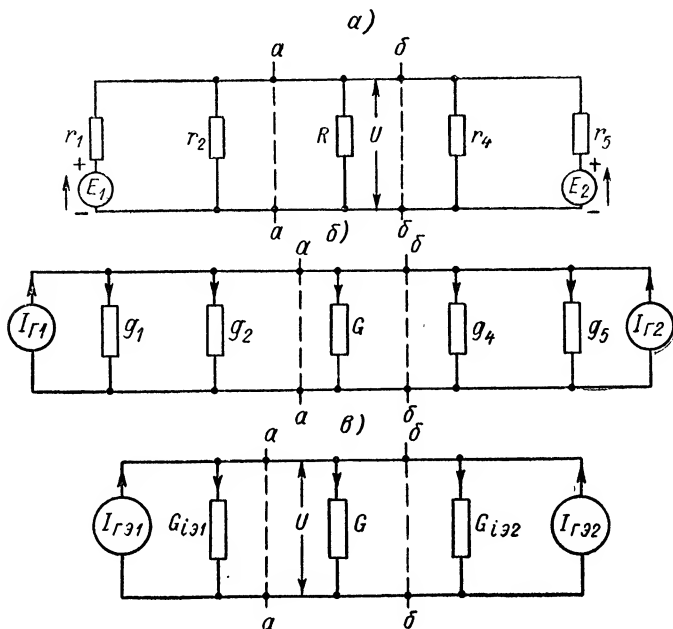 а)
а б
r1 r2 R U r4 r5
+ +
E1 E2
- -
а б) б б
а
IГ1 g1 g2 G g4 g5 IГ2
а в) б б
а
IГЭ1 GiЭ1 U G GiЭ2 IГЭ2
а б